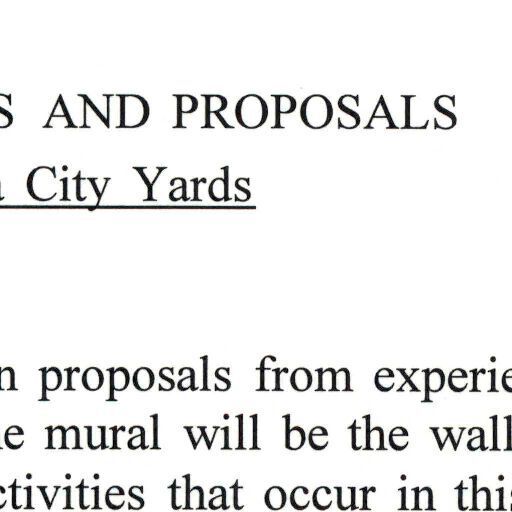 S AND PROPOSALS
City Yards
n proposals from experie
e mural will be the wall
ctivities that occur in this